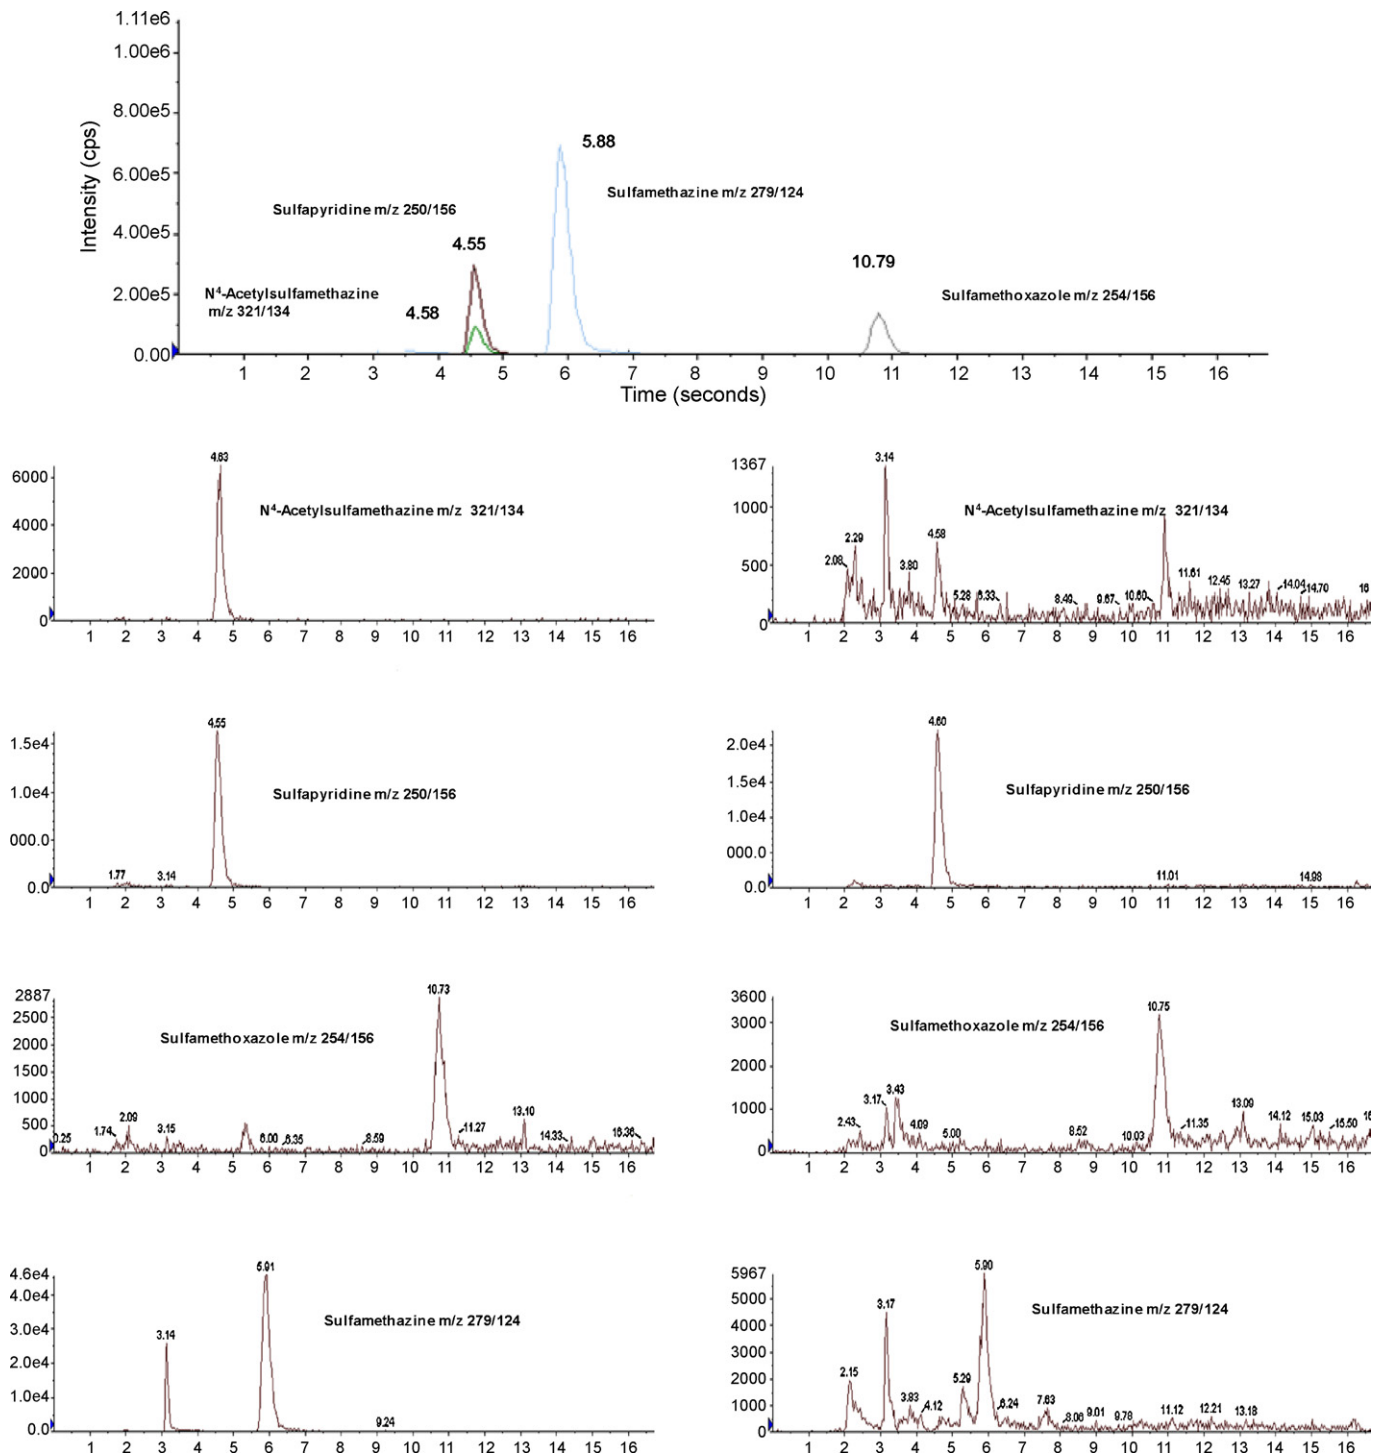 1.11e6
1.00e6
8.00e5
6.00e5
4.00e5
2.00e5
0.00
Intensity (cps)
5.88
Sulfamethazine m/z 279/124
Sulfapyridine m/z 250/156
4.55
10.79
N⁴-Acetylsulfamethazine
m/z 321/134
4.58
Sulfamethoxazole m/z 254/156
1 2 3 4 5 6 7 8 9 10 11 12 13 14 15 16
Time (seconds)
6000
4000
2000
0
4.63
N⁴-Acetylsulfamethazine m/z 321/134
1 2 3 4 5 6 7 8 9 10 11 12 13 14 15 16
1367
1000
500
0
3.14
N⁴-Acetylsulfamethazine m/z 321/134
2.08 2.29 3.80 4.58 5.28 6.33 8.49 9.67 10.60 11.61 12.45 13.27 14.04 14.70 16
1 2 3 4 5 6 7 8 9 10 11 12 13 14 15 16
1.5e4
1.0e4
000.0
0.0
4.55
Sulfapyridine m/z 250/156
1.77 3.14
1 2 3 4 5 6 7 8 9 10 11 12 13 14 15 16
2.0e4
1.5e4
1.0e4
000.0
0.0
4.60
Sulfapyridine m/z 250/156
11.01 14.98
1 2 3 4 5 6 7 8 9 10 11 12 13 14 15 16
2887
2500
2000
1500
1000
500
0
10.73
Sulfamethoxazole m/z 254/156
0.25 1.74 2.09 3.15 6.00 6.35 8.59 11.27 13.10 14.33 16.36
1 2 3 4 5 6 7 8 9 10 11 12 13 14 15 16
3600
3000
2000
1000
0
10.75
Sulfamethoxazole m/z 254/156
2.43 3.17 3.43 4.09 5.00 8.52 10.03 11.35 13.09 14.12 15.03 15.50 16
1 2 3 4 5 6 7 8 9 10 11 12 13 14 15 16
4.6e4
4.0e4
3.0e4
2.0e4
1.0e4
0.0
5.91
Sulfamethazine m/z 279/124
3.14
9.24
1 2 3 4 5 6 7 8 9 10 11 12 13 14 15 16
5967
5000
4000
3000
2000
1000
0
5.90
Sulfamethazine m/z 279/124
2.15 3.17 3.83 4.12 5.29 6.24 7.63 8.06 9.01 9.78 11.12 12.21 13.18
1 2 3 4 5 6 7 8 9 10 11 12 13 14 15 16